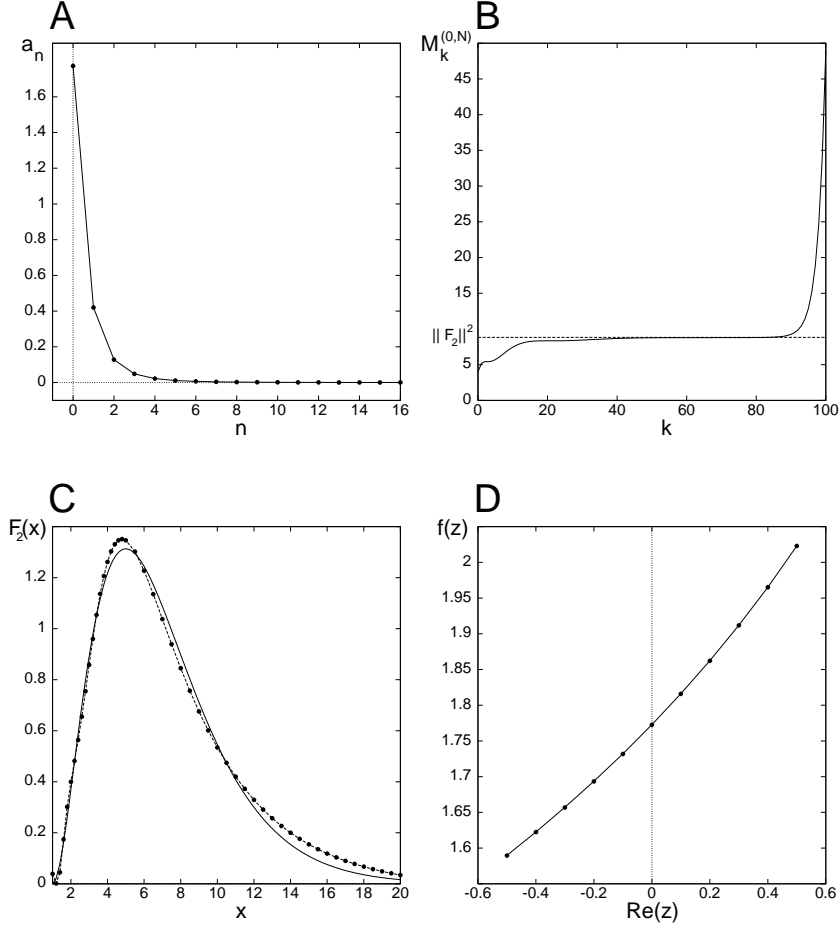 A
a_n
1.6
1.4
1.2
1
0.8
0.6
0.4
0.2
0
0 2 4 6 8 10 12 14 16
n
B
M_k^(0,N)
45
40
35
30
25
20
15
10
|| F_2||^2
5
0
0 20 40 60 80 100
k
C
F_2(x)
1.2
1
0.8
0.6
0.4
0.2
0
2 4 6 8 10 12 14 16 18 20
x
D
f(z)
2
1.95
1.9
1.85
1.8
1.75
1.7
1.65
1.6
-0.6 -0.4 -0.2 0 0.2 0.4 0.6
Re(z)